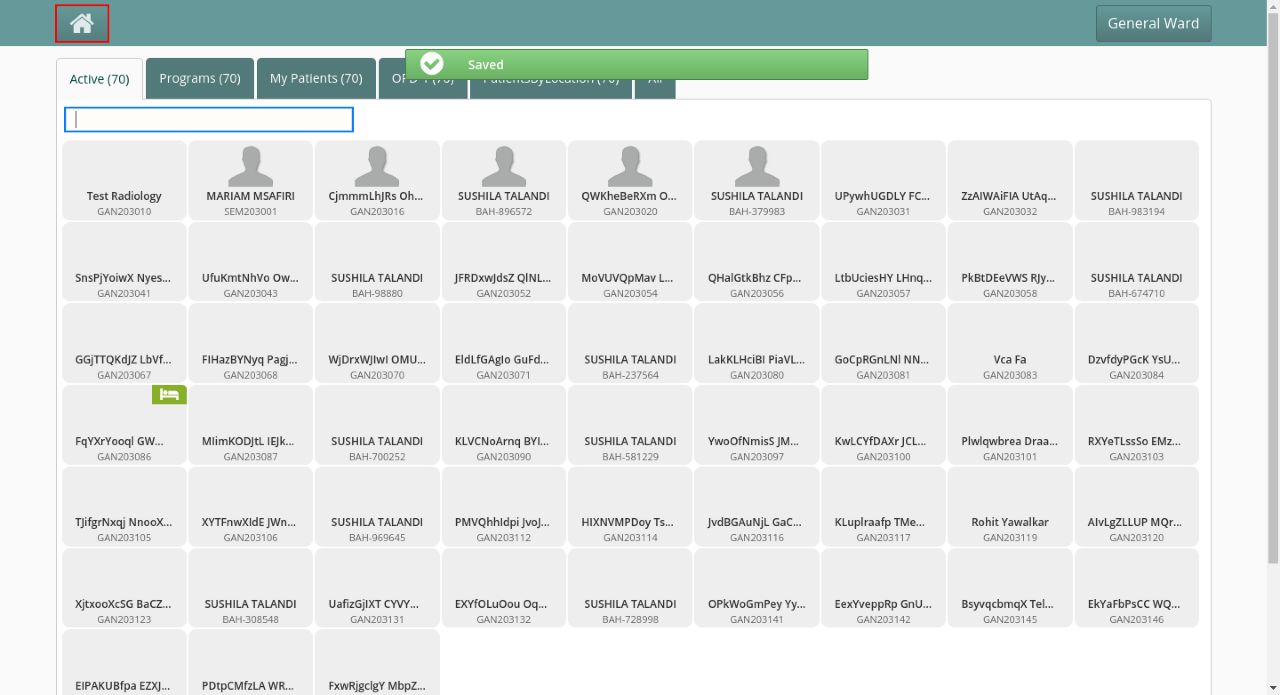 General Ward
Saved
Active (70)
Programs (70)
My Patients (70)
Test Radiology
MARIAM MSAFIRI
CjmmmLhJRs Oh...
SUSHILA TALANDI
QWKheBeRXm O...
SUSHILA TALANDI
UPywhUGDLY FC...
ZzAIWAiFIA UtAq...
SUSHILA TALANDI
GAN203010
SEM203001
GAN203016
BAH-896572
GAN203020
BAH-379983
GAN203031
GAN203032
BAH-983194
SnsPjYoiwX Nyes...
UfuKmtNhVo Ow...
SUSHILA TALANDI
JFRDxwJdsZ QlNL...
MoVUVQpMav L...
QHalGtkBhz CFp...
LtbUciesHY LHnq...
PkBtDEeVWS RJy...
SUSHILA TALANDI
GAN203041
GAN203043
BAH-98880
GAN203052
GAN203054
GAN203056
GAN203057
GAN203058
BAH-674710
GGjTTQKdJZ LbVf...
FIHazBYNyq Pagj...
WjDrxWJIwI OMU...
EldLfGAgIo GuFd...
SUSHILA TALANDI
LakKLHciBI PiaVL...
GoCpRGnLNl NN...
Vca Fa
DzvfdyPGcK YsU...
GAN203067
GAN203068
GAN203070
GAN203071
BAH-237564
GAN203080
GAN203081
GAN203083
GAN203084
FqYXrYooql GW...
MlimKODJtL IEJk...
SUSHILA TALANDI
KLVCNoArnq BYI...
SUSHILA TALANDI
YwoOfNmisS JM...
KwLCYfDAXr JCL...
Plwlqwbrea Draa...
RXYeTLssSo EMz...
GAN203086
GAN203087
BAH-700252
GAN203090
BAH-581229
GAN203097
GAN203100
GAN203101
GAN203103
TJifgrNxqj NnooX...
XYTFnwXIdE JWn...
SUSHILA TALANDI
PMVQhhIdpi JvoJ...
HIXNVMPDoy Ts...
JvdBGAuNjL GaC...
KLuplraafp TMe...
Rohit Yawalkar
AIvLgZLLUP MQr...
GAN203105
GAN203106
BAH-969645
GAN203112
GAN203114
GAN203116
GAN203117
GAN203119
GAN203120
XjtxooXcSG BaCZ...
SUSHILA TALANDI
UafizGjIXT CYVY...
EXYfOLuOou Oq...
SUSHILA TALANDI
OPkWoGmPey Yy...
EexYveppRp GnU...
BsyvqcbmqX Tel...
EkYaFbPsCC WQ...
GAN203123
BAH-308548
GAN203131
GAN203132
BAH-728998
GAN203141
GAN203142
GAN203145
GAN203146
EIPAKUBfpa EZXJ...
PDtpCMfzLA WR...
FxwRjgclgY MbpZ...